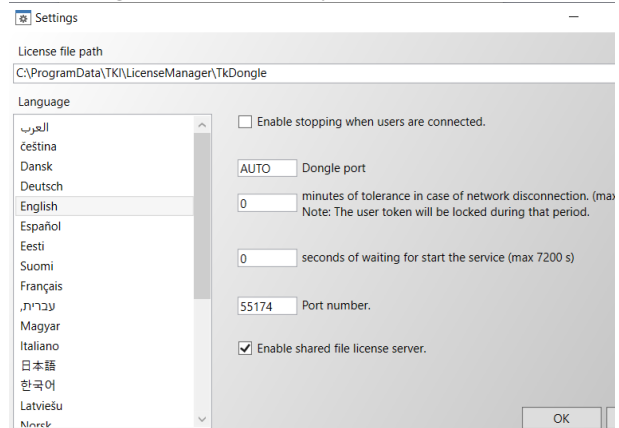 Settings
License file path
C:\ProgramData\TKI\LicenseManager\TkDongle
Language
العرب
čeština
Dansk
Deutsch
English
Español
Eesti
Suomi
Français
עברית,
Magyar
Italiano
日本語
한국어
Latviešu
Norsk
Enable stopping when users are connected.
AUTO Dongle port
0 minutes of tolerance in case of network disconnection. (max
Note: The user token will be locked during that period.
0 seconds of waiting for start the service (max 7200 s)
55174 Port number.
Enable shared file license server.
OK